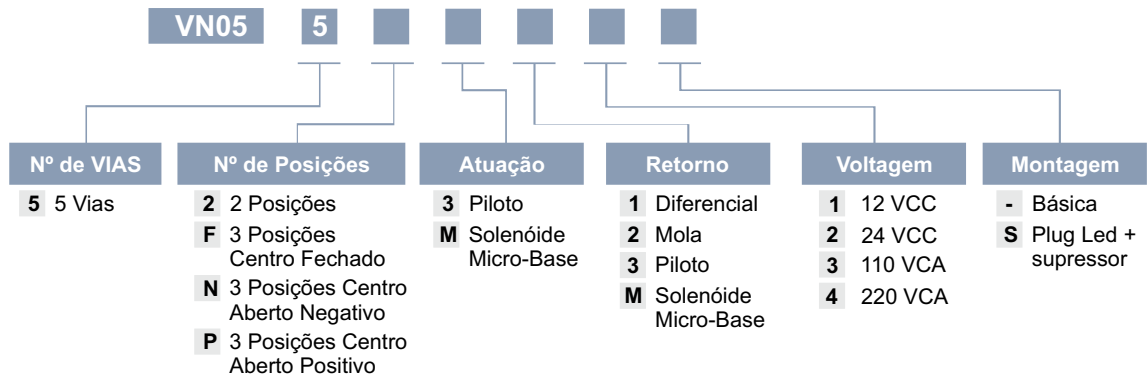 VN05 5
Nº de VIAS
5 5 Vias
Nº de Posições
2 2 Posições
F 3 Posições
Centro Fechado
N 3 Posições Centro
Aberto Negativo
P 3 Posições Centro
Aberto Positivo
Atuação
3 Piloto
M Solenóide
Micro-Base
Retorno
1 Diferencial
2 Mola
3 Piloto
M Solenóide
Micro-Base
Voltagem
1 12 VCC
2 24 VCC
3 110 VCA
4 220 VCA
Montagem
- Básica
S Plug Led +
supressor